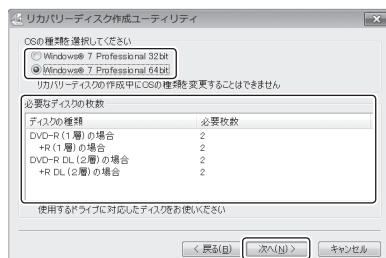 リカバリーディスク作成ユーティリティ
OSの種類を選択してください
Windows® 7 Professional 32bit
Windows® 7 Professional 64bit
リカバリーディスクの作成中にOSの種類を変更することはできません
必要なディスクの枚数
ディスクの種類 必要枚数
DVD-R (1層) の場合 2
+R (1層) の場合 2
DVD-R DL (2層) の場合 2
+R DL (2層) の場合 2
使用するドライブに対応したディスクをお使いください
< 戻る(B) 次へ(N) > キャンセル